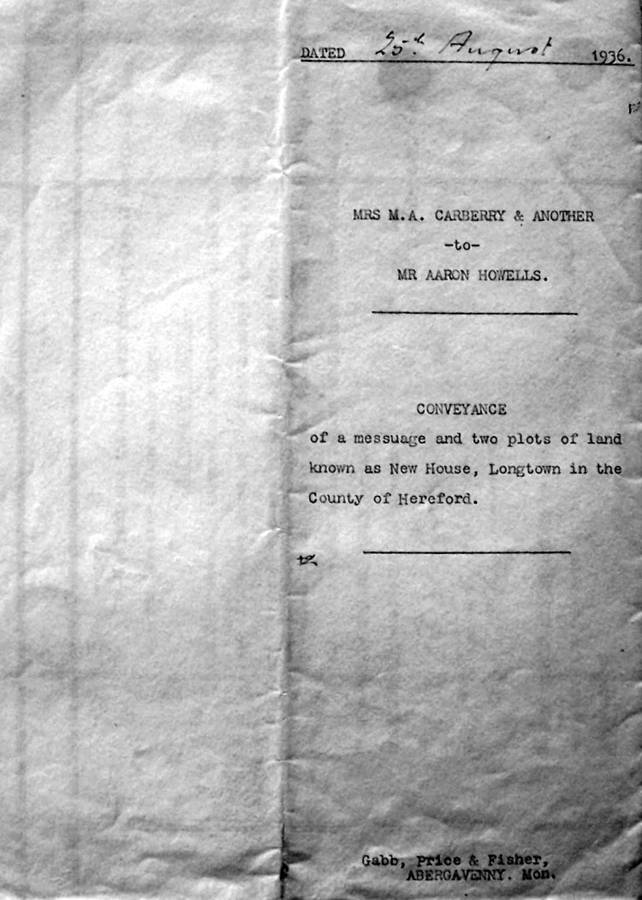 DATED 25th August 1936.
MRS M.A. CARBERRY & ANOTHER
-to-
MR AARON HOWELLS.
CONVEYANCE
of a messuage and two plots of land
known as New House, Longtown in the
County of Hereford.
Gabb, Price & Fisher,
ABERGAVENNY. Mon.